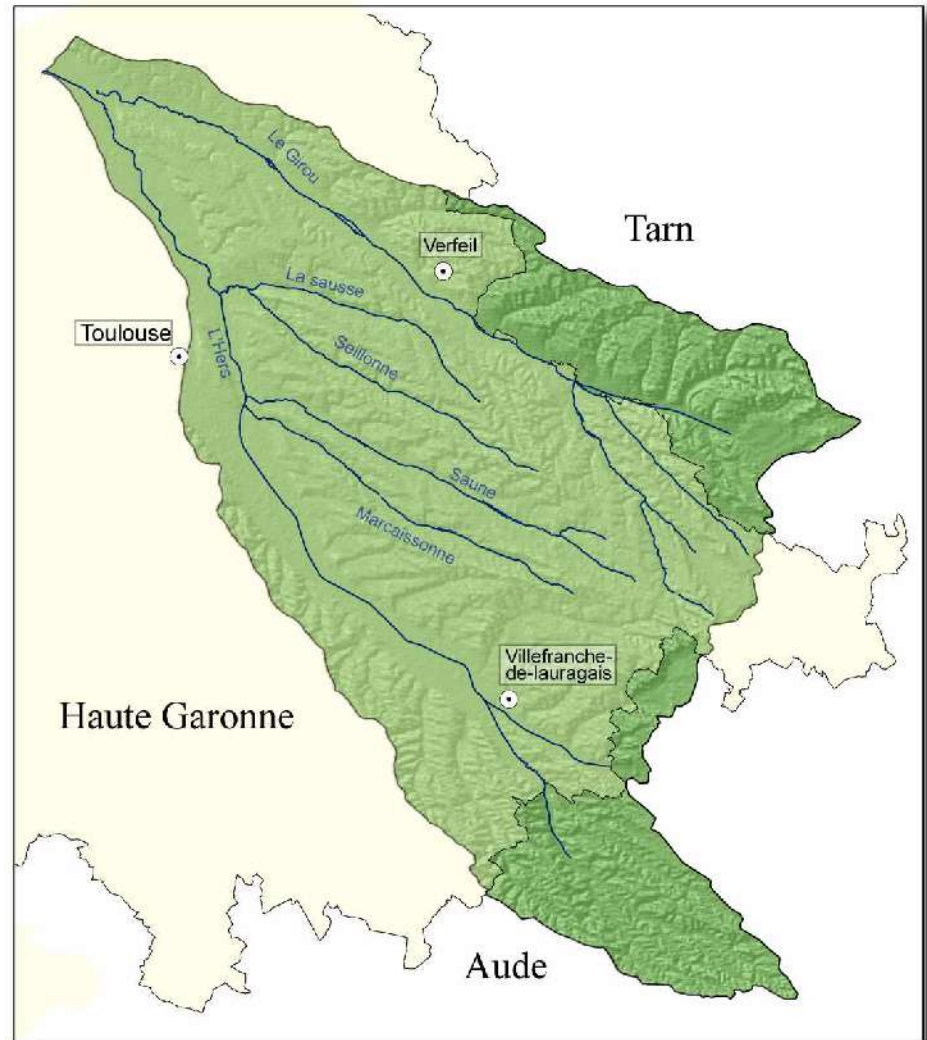 Le Girou
Tarn
Verfeil
La sausse
Toulouse
L'Hers
Seillonne
Saune
Marcaissonne
Villefranche-
de-lauragais
Haute Garonne
Aude